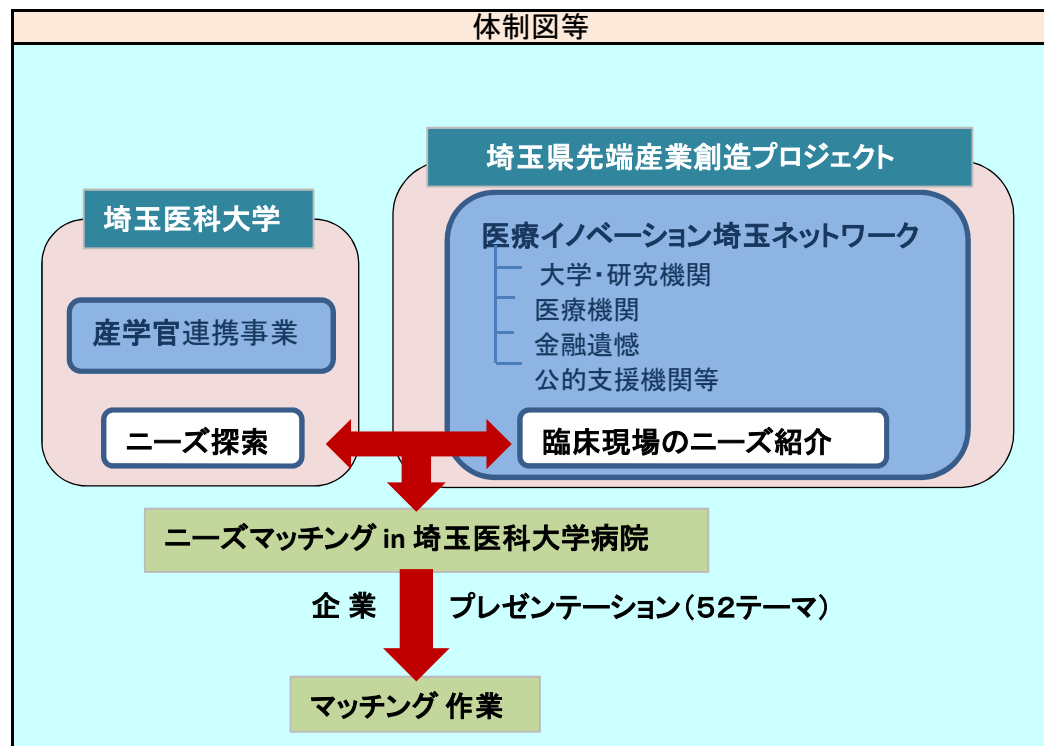 体制図等
埼玉県先端産業創造プロジェクト
埼玉医科大学
医療イノベーション埼玉ネットワーク
大学・研究機関
医療機関
金融遺憾
公的支援機関等
産学官連携事業
ニーズ探索
臨床現場のニーズ紹介
ニーズマッチング in 埼玉医科大学病院
企 業
プレゼンテーション(52テーマ)
マッチング 作業